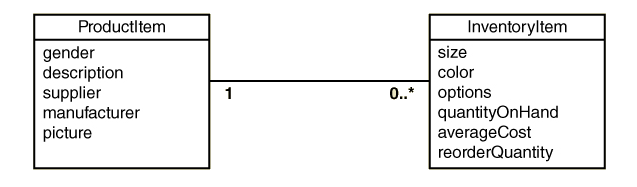 ProductItem
gender
description
supplier
manufacturer
picture
1
0..*
InventoryItem
size
color
options
quantityOnHand
averageCost
reorderQuantity